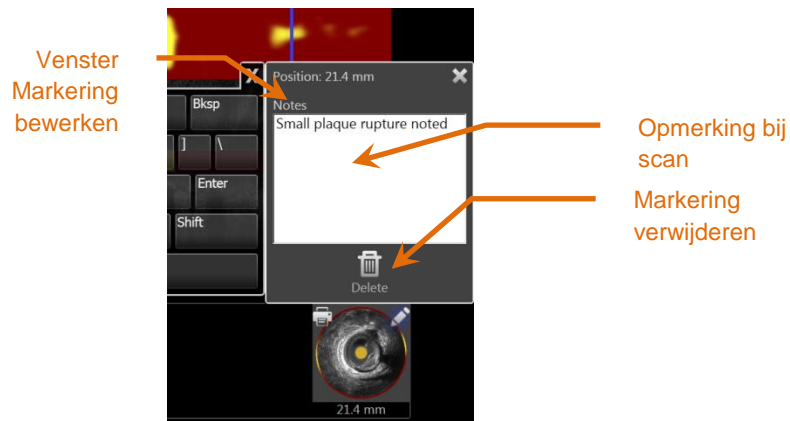 Venster
Markering
bewerken
Position: 21.4 mm
Notes
Small plaque rupture noted
Bksp
]
\
Enter
Shift
Delete
21.4 mm
Opmerking bij
scan
Markering
verwijderen